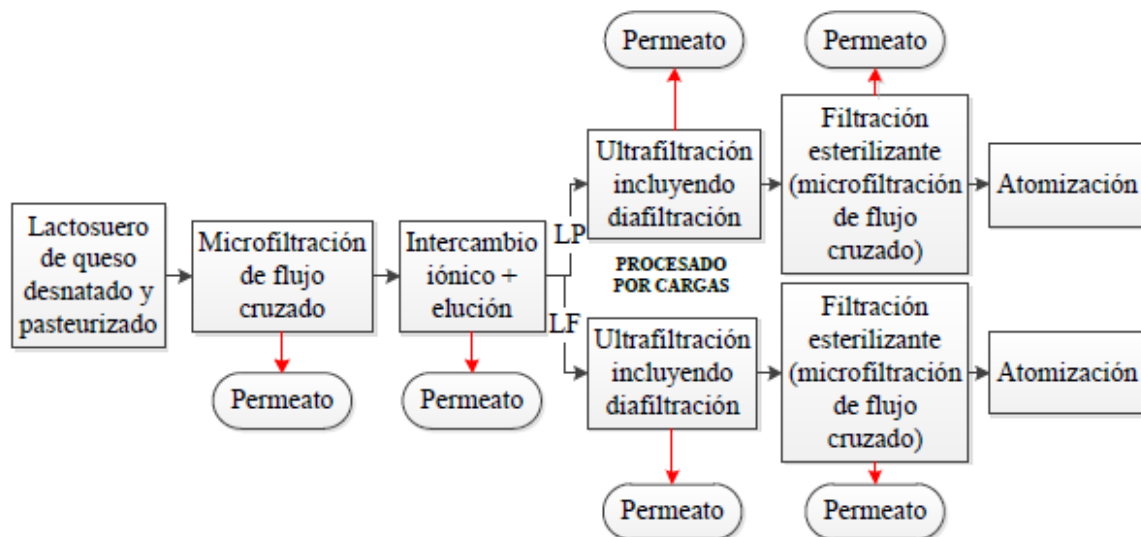 Lactosuero
de queso
desnatado y
pasteurizado
Microfiltración
de flujo
cruzado
Permeato
Intercambio
iónico +
elución
Permeato
LP
LF
Permeato
Ultrafiltración
incluyendo
diafiltración
Permeato
Filtración
esterilizante
(microfiltración
de flujo
cruzado)
Atomización
PROCESADO
POR CARGAS
Ultrafiltración
incluyendo
diafiltración
Permeato
Filtración
esterilizante
(microfiltración
de flujo
cruzado)
Permeato
Atomización